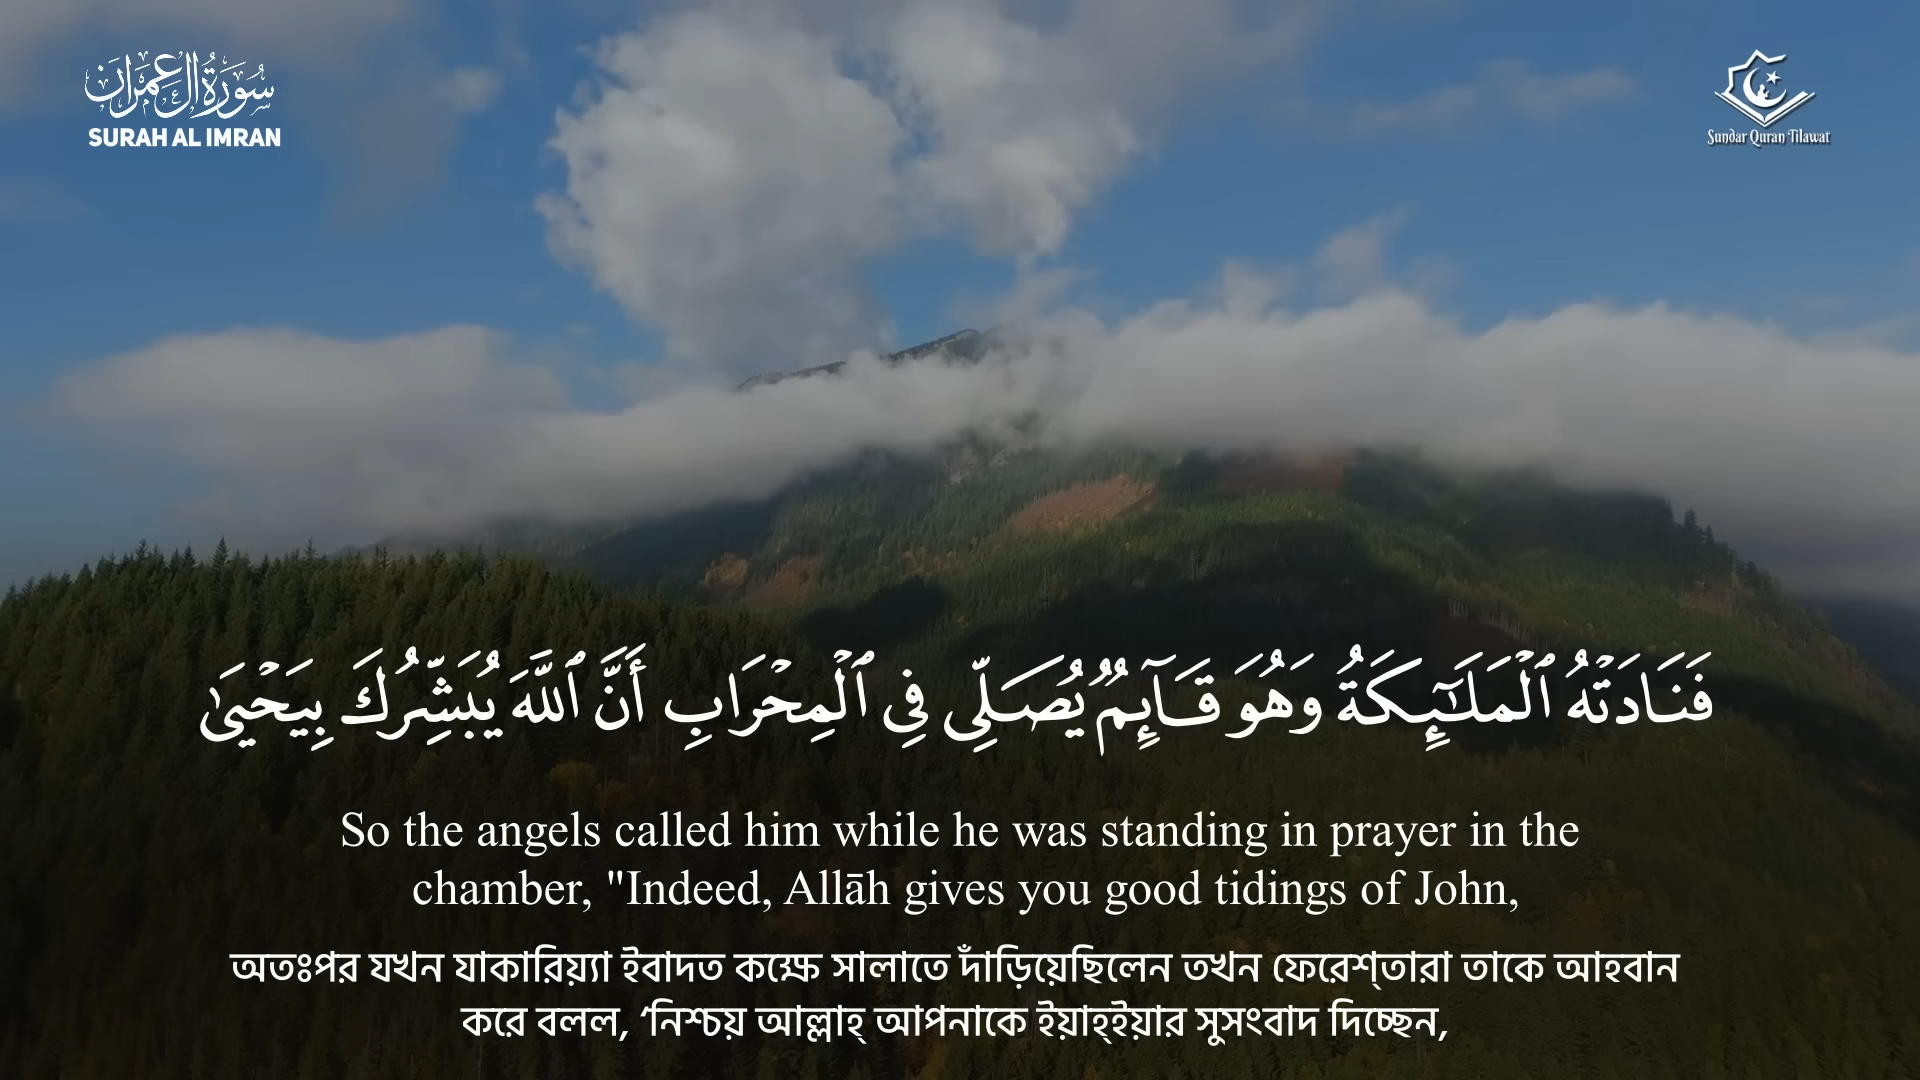 سُورَةُ اٰل عِمرَان
SURAH AL IMRAN
Sundar Quran Tilawat
فَنَادَتْهُ ٱلْمَلَـٰٓئِكَةُ وَهُوَ قَـآئِمٌ يُصَلِّى فِى ٱلْمِحْرَابِ أَنَّ ٱللَّهَ يُبَشِّرُكَ بِيَحْيَىٰ
So the angels called him while he was standing in prayer in the
chamber, "Indeed, Allāh gives you good tidings of John,
অতঃপর যখন যাকারিয়্যা ইবাদত কক্ষে সালাতে দাঁড়িয়েছিলেন তখন ফেরেশ্তারা তাকে আহবান
করে বলল, ‘নিশ্চয় আল্লাহ্ আপনাকে ইয়াহ্ইয়ার সুসংবাদ দিচ্ছেন,